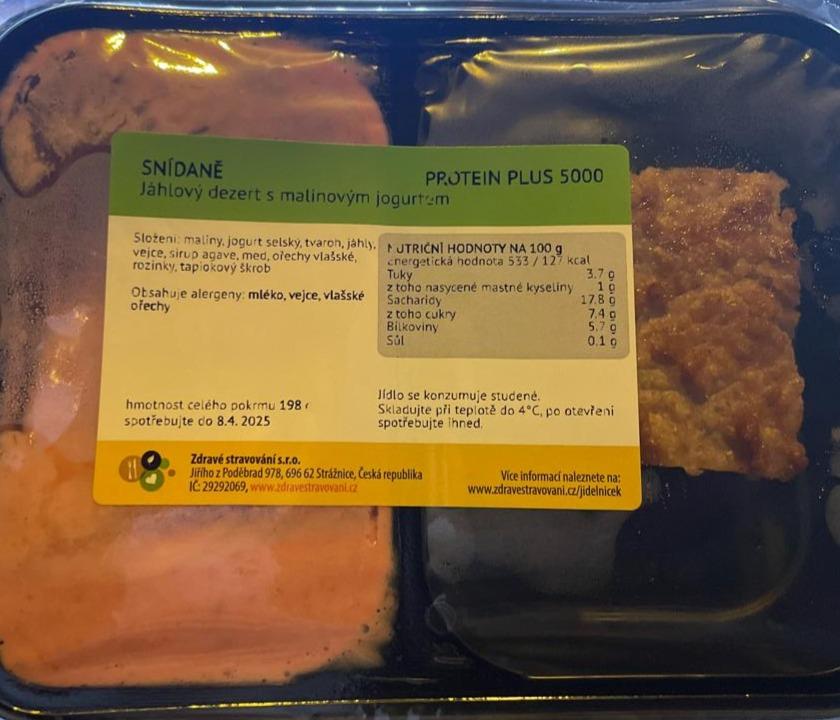 SNÍDANĚ
PROTEIN PLUS 5000
Jáhlový dezert s malinovým jogurtem
Složení: maliny, jogurt selský, tvaroh, jáhly,
vejce, sirup agave, med, ořechy vlašské,
rozinky, tapiokový škrob
Obsahuje alergeny: mléko, vejce, vlašské
ořechy
NUTRIČNÍ HODNOTY NA 100 g
energetická hodnota 533 / 127 kcal
Tuky 3.7 g
z toho nasycené mastné kyseliny 1 g
Sacharidy 17.8 g
z toho cukry 7.4 g
Bílkoviny 5.7 g
Sůl 0.1 g
hmotnost celého pokrmu 198 g
spotřebujte do 8.4. 2025
Jídlo se konzumuje studené.
Skladujte při teplotě do 4°C, po otevření
spotřebujte ihned.
Zdravé stravování s.r.o.
Jiřího z Poděbrad 978, 696 62 Strážnice, Česká republika
IČ: 29292069, www.zdravestravovani.cz
Více informací naleznete na:
www.zdravestravovani.cz/jidelnicek